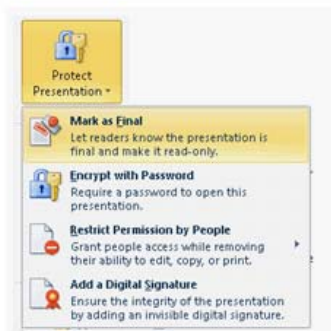 Protect
Presentation
Mark as Final
Let readers know the presentation is
final and make it read-only.
Encrypt with Password
Require a password to open this
presentation.
Restrict Permission by People
Grant people access while removing
their ability to edit, copy, or print.
Add a Digital Signature
Ensure the integrity of the presentation
by adding an invisible digital signature.